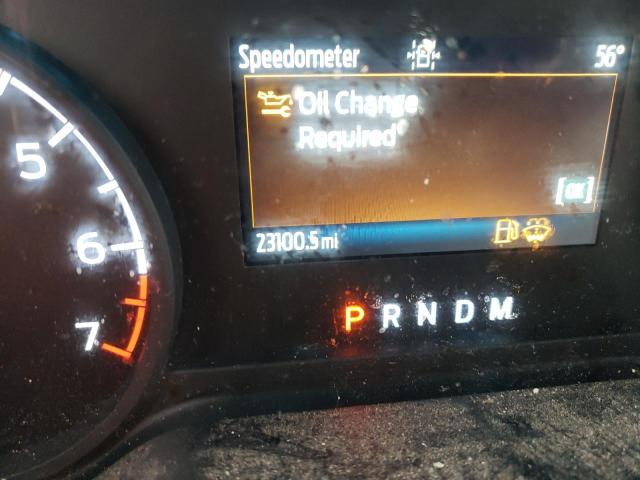 Speedometer 56°
Oil Change
Required
[OK]
23100.5 mi
5
6
7
P R N D M